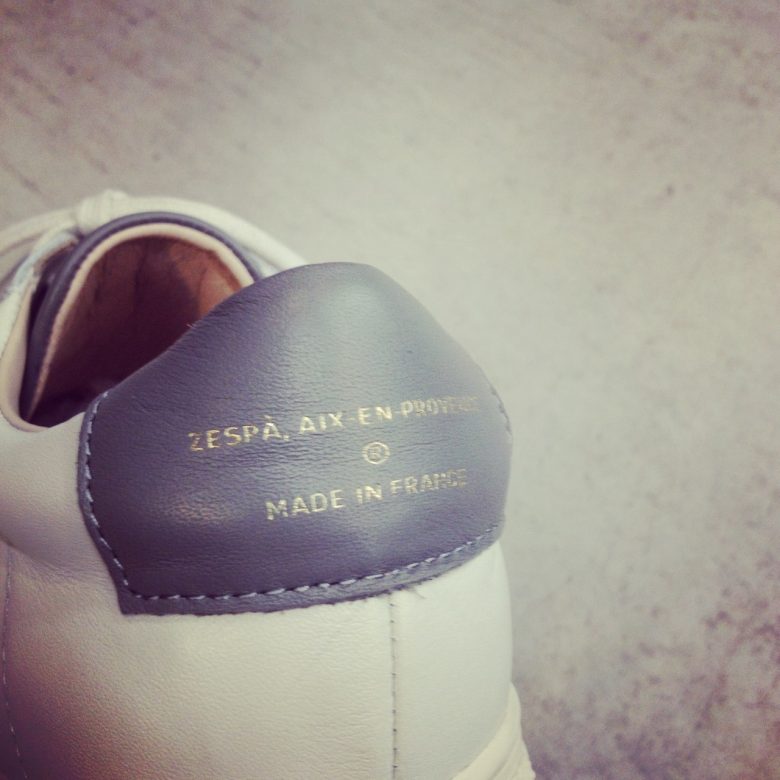 ZESPÀ, AIX-EN-PROVENCE
®
MADE IN FRANCE